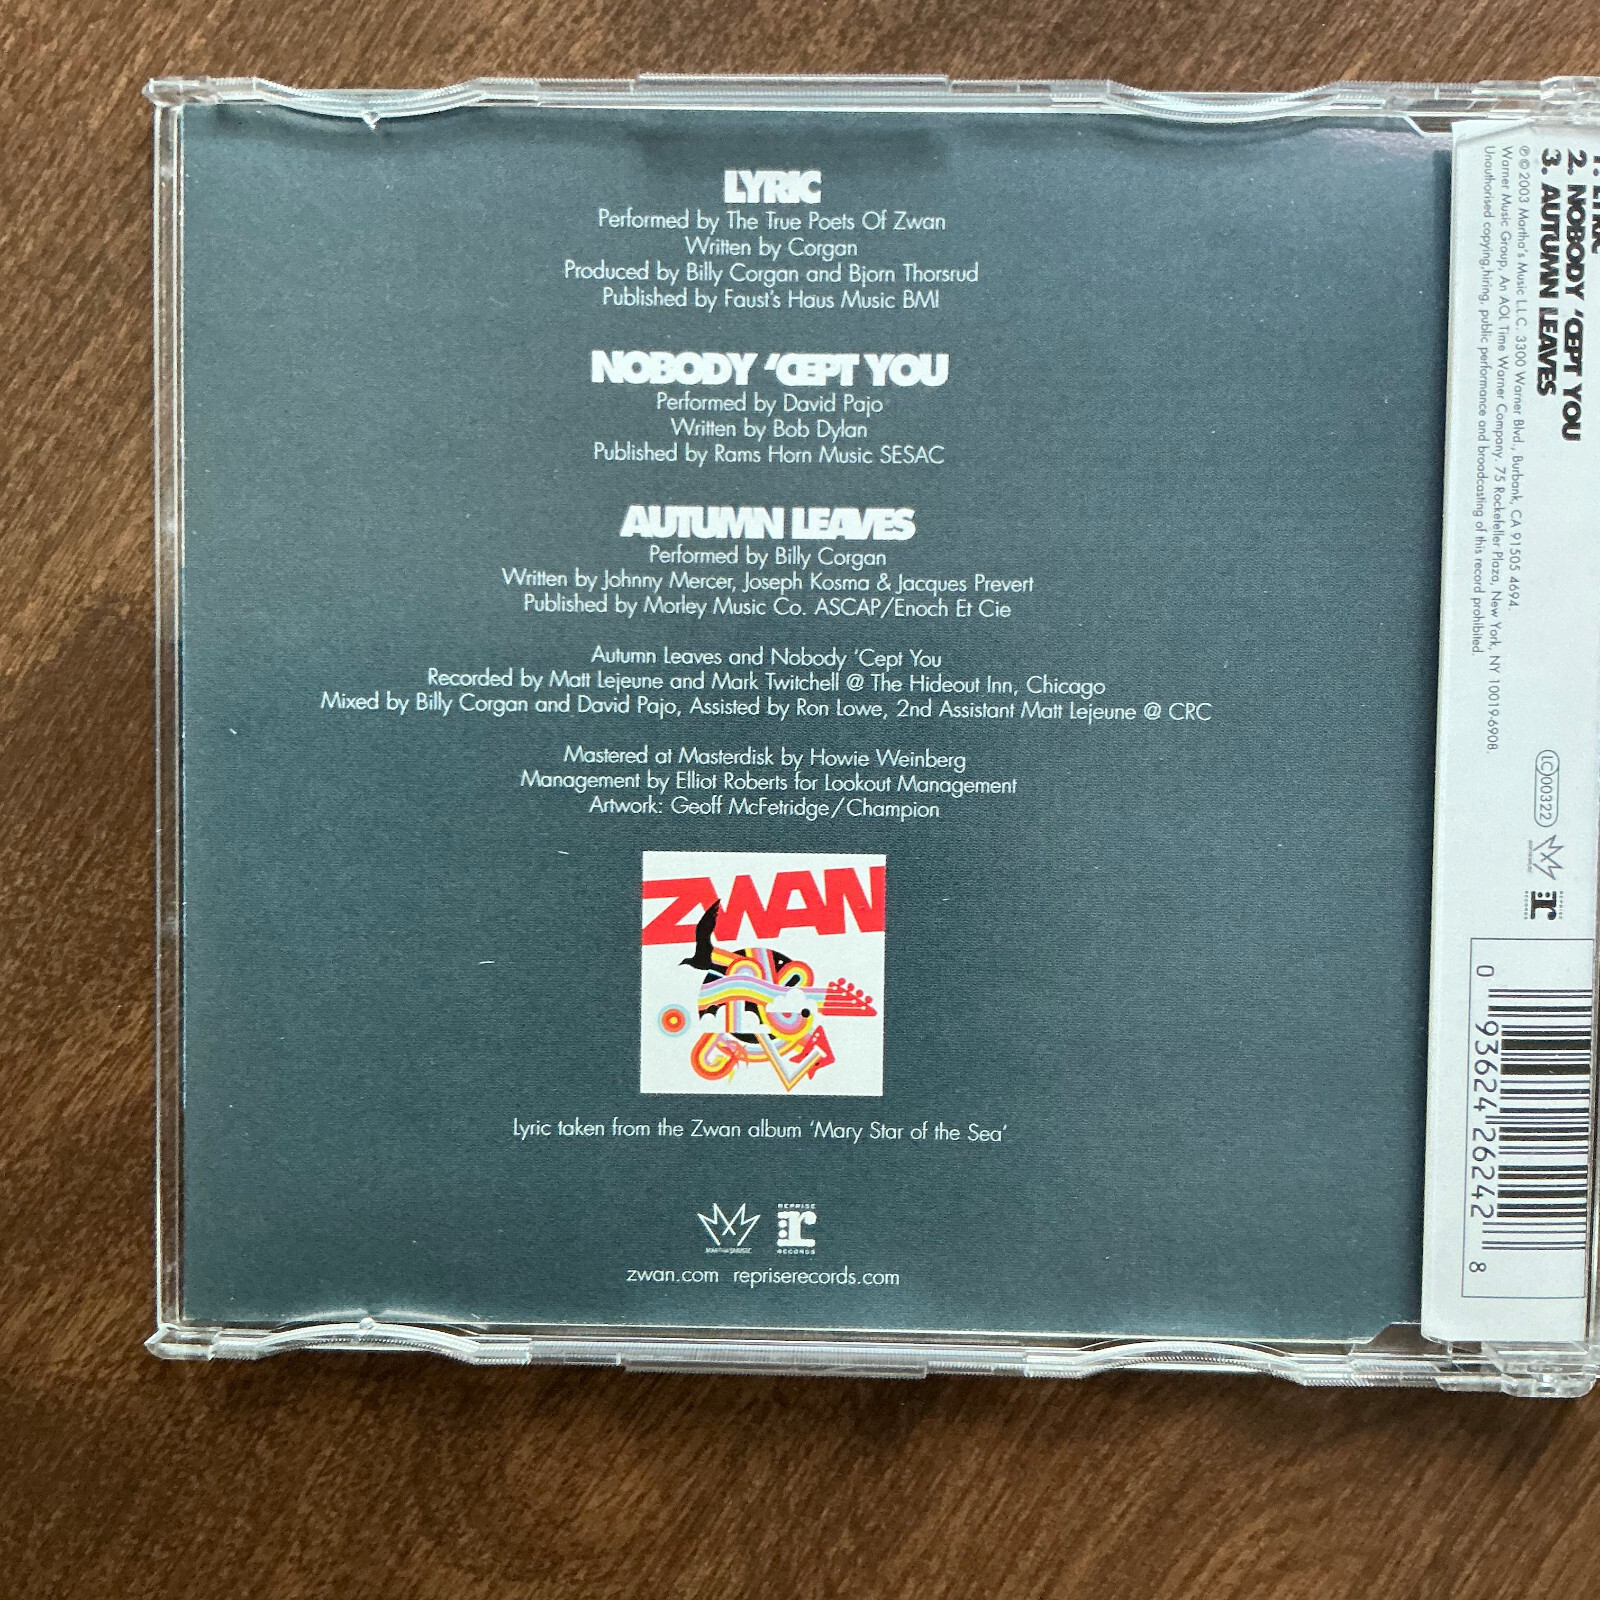 LYRIC
Performed by The True Poets Of Zwan
Written by Corgan
Produced by Billy Corgan and Bjorn Thorsrud
Published by Faust's Haus Music BMI
NOBODY 'CEPT YOU
Performed by David Pajo
Written by Bob Dylan
Published by Rams Horn Music SESAC
AUTUMN LEAVES
Performed by Billy Corgan
Written by Johnny Mercer, Joseph Kosma & Jacques Prevert
Published by Morley Music Co. ASCAP/Enoch Et Cie
Autumn Leaves and Nobody 'Cept You
Recorded by Matt Lejeune and Mark Twitchell @ The Hideout Inn, Chicago
Mixed by Billy Corgan and David Pajo, Assisted by Ron Lowe, 2nd Assistant Matt Lejeune @ CRC
Mastered at Masterdisk by Howie Weinberg
Management by Elliot Roberts for Lookout Management
Artwork: Geoff McFetridge/Champion
ZWAN
Lyric taken from the Zwan album 'Mary Star of the Sea'
MARTHA'S MUSIC
REPRISE
r
RECORDS
zwan.com repriserecords.com
1. LYRIC
2. NOBODY 'CEPT YOU
3. AUTUMN LEAVES
℗ © 2003 Martha's Music L.L.C. 3300 Warner Blvd., Burbank, CA 91505 4694.
Warner Music Group, An AOL Time Warner Company. 75 Rockefeller Plaza, New York, NY 10019-6908.
Unauthorised copying,hiring, public performance and broadcasting of this record prohibited.
LC 00322
REPRISE
r
RECORDS
0 93624 26242 8